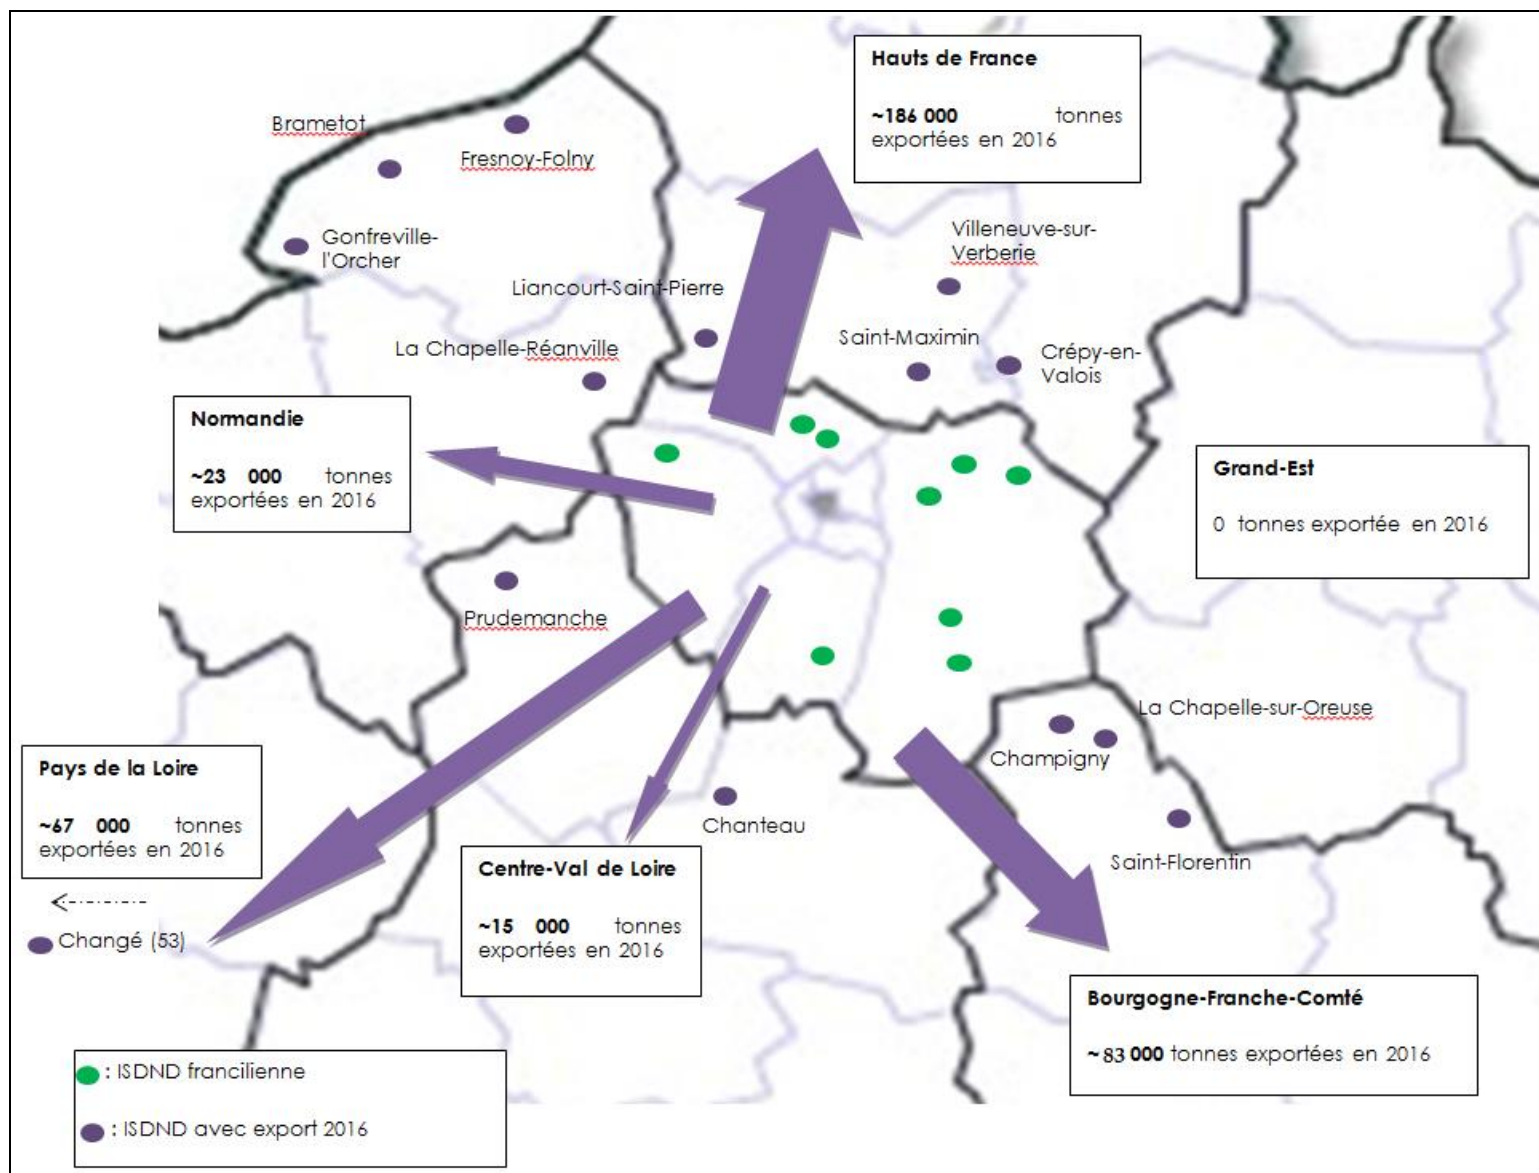 Hauts de France
~186 000 tonnes
exportées en 2016
Brametot
Fresnoy-Folny
Gonfreville-
l'Orcher
Villeneuve-sur-
Verberie
Liancourt-Saint-Pierre
Saint-Maximin
La Chapelle-Réanville
Crépy-en-
Valois
Normandie
~23 000 tonnes
exportées en 2016
Grand-Est
0 tonnes exportée en 2016
Prudemanche
La Chapelle-sur-Oreuse
Champigny
Pays de la Loire
~67 000 tonnes
exportées en 2016
Chanteau
Saint-Florentin
Centre-Val de Loire
~15 000 tonnes
exportées en 2016
Changé (53)
Bourgogne-Franche-Comté
~83 000 tonnes exportées en 2016
: ISDND francilienne
: ISDND avec export 2016